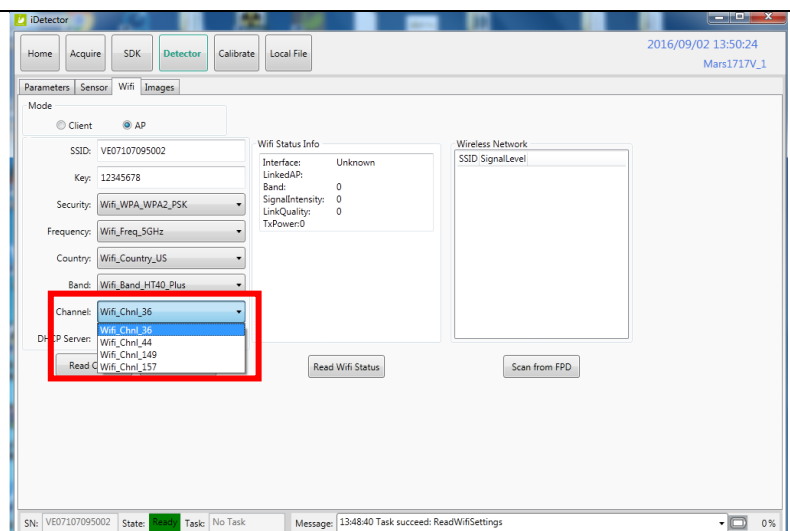 iDetector
Home Acquire SDK Detector Calibrate Local File
2016/09/02 13:50:24
Mars1717V_1
Parameters Sensor Wifi Images
Mode
Client AP
SSID: VE07107095002
Key: 12345678
Security: Wifi_WPA_WPA2_PSK
Frequency: Wifi_Freq_5GHz
Country: Wifi_Country_US
Band: Wifi_Band_HT40_Plus
Channel: Wifi_Chnl_36
Wifi_Chnl_36
Wifi_Chnl_44
Wifi_Chnl_149
Wifi_Chnl_157
DHCP Server:
Read
Wifi Status Info
Interface: Unknown
LinkedAP:
Band: 0
SignalIntensity: 0
LinkQuality: 0
TxPower:0
Read Wifi Status
Wireless Network
SSID SignalLevel
Scan from FPD
SN: VE07107095002 State: Ready Task: No Task Message: 13:48:40 Task succeed: ReadWifiSettings 0%